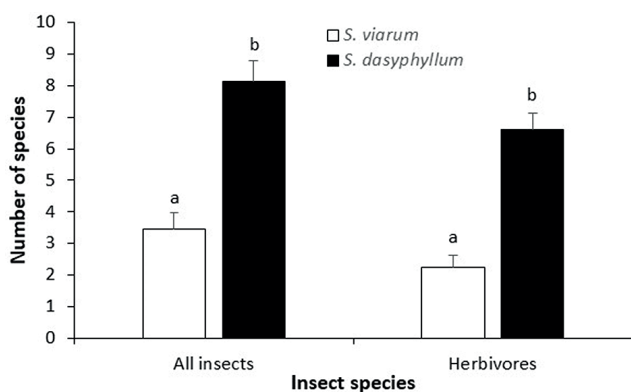 10
9
8
7
6
5
4
3
2
1
0
Number of species
S. viarum
S. dasyphyllum
a
b
a
b
All insects
Herbivores
Insect species